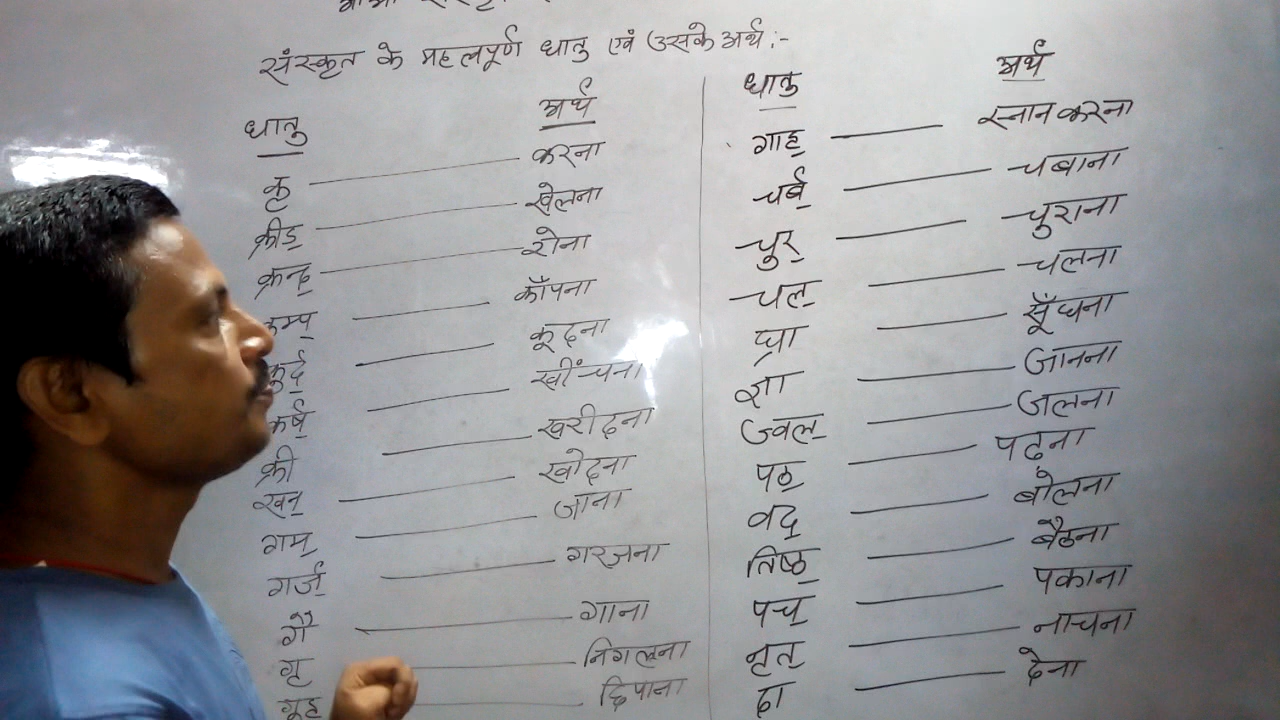 संस्कृत के महत्वपूर्ण धातु एवं उसके अर्थ :-
धातु अर्थ
कृ — करना
क्रीड् — खेलना
क्रन्द् — रोना
कम्प् — काँपना
कुर्द् — कूदना
कर्ष् — खींचना
क्री — खरीदना
खन् — खोदना
गम् — जाना
गर्ज् — गरजना
गै — गाना
गृ — निगलना
गूह् — छिपाना
धातु अर्थ
गाह् — स्नान करना
चर्ब् — चबाना
चुर् — चुराना
चल् — चलना
घ्रा — सूँघना
ज्ञा — जानना
ज्वल् — जलना
पठ् — पढ़ना
वद् — बोलना
तिष्ठ् — बैठना
पच् — पकाना
नृत् — नाचना
दा — देना